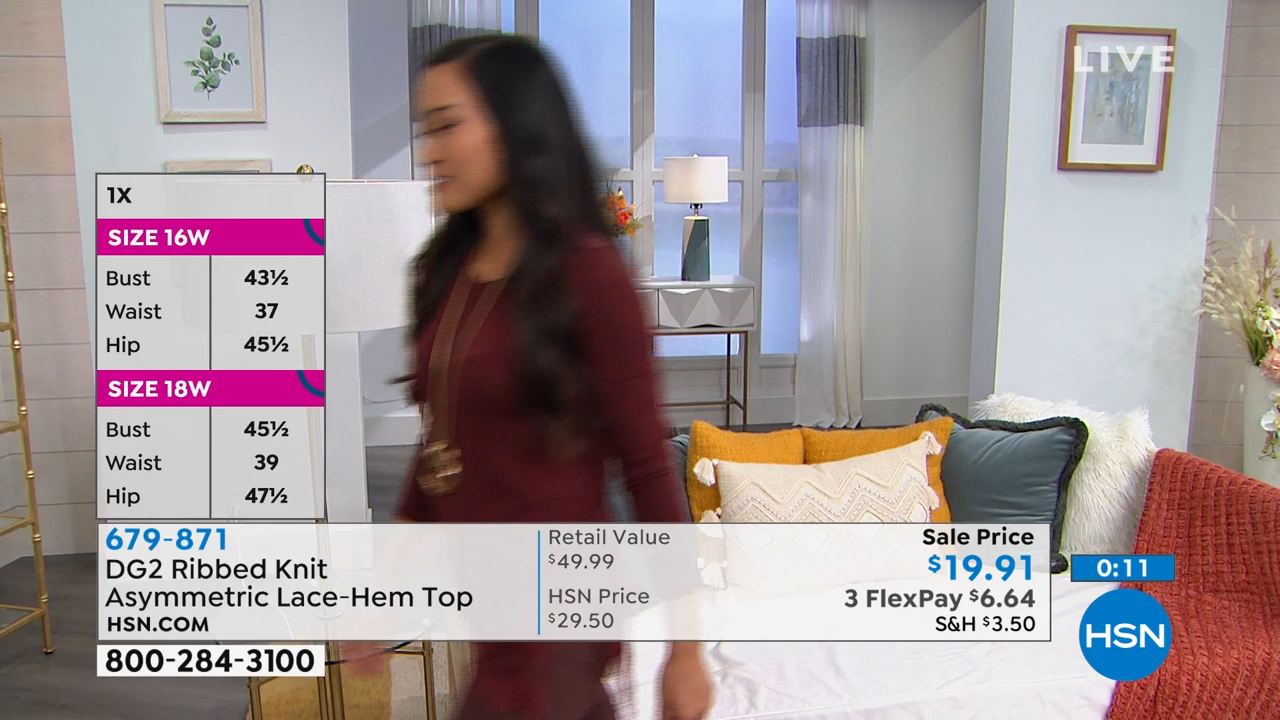 LIVE
1X
SIZE 16W
Bust 43½
Waist 37
Hip 45½
SIZE 18W
Bust 45½
Waist 39
Hip 47½
679-871
DG2 Ribbed Knit
Asymmetric Lace-Hem Top
HSN.COM
Retail Value
$49.99
HSN Price
$29.50
Sale Price
$19.91
3 FlexPay $6.64
S&H $3.50
0:11
HSN
800-284-3100